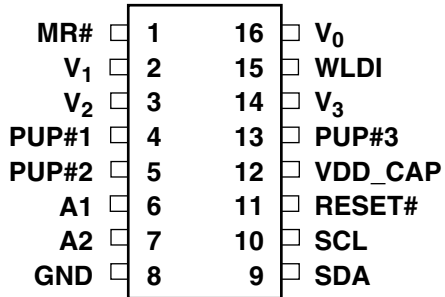 MR# 1 16 V₀
V₁ 2 15 WLDI
V₂ 3 14 V₃
PUP#1 4 13 PUP#3
PUP#2 5 12 VDD_CAP
A1 6 11 RESET#
A2 7 10 SCL
GND 8 9 SDA